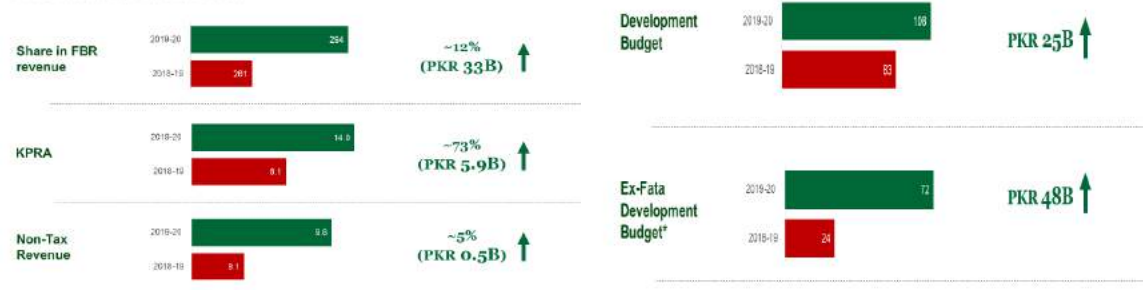 Share in FBR
revenue
2019-20
294
2018-19
261
~12%
(PKR 33B)
KPRA
2019-20
14.0
2018-19
8.1
~73%
(PKR 5.9B)
Non-Tax
Revenue
2019-20
9.6
2018-19
9.1
~5%
(PKR 0.5B)
Development
Budget
2019-20
108
2018-19
83
PKR 25B
Ex-Fata
Development
Budget*
2019-20
72
2018-19
24
PKR 48B